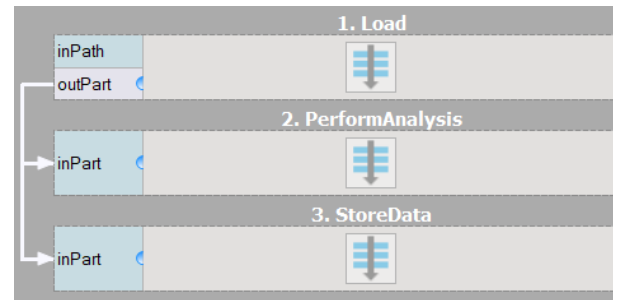 1. Load
inPath
outPart
2. PerformAnalysis
inPart
3. StoreData
inPart